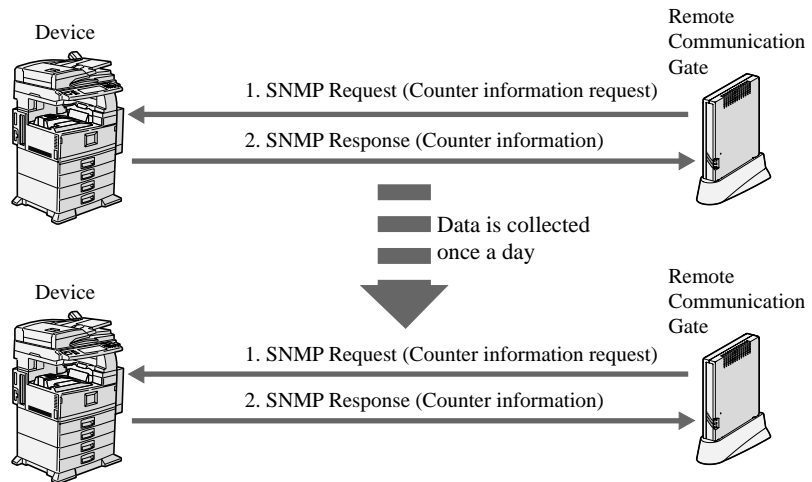 Device
Remote
Communication
Gate
1. SNMP Request (Counter information request)
2. SNMP Response (Counter information)
Data is collected
once a day
Device
Remote
Communication
Gate
1. SNMP Request (Counter information request)
2. SNMP Response (Counter information)